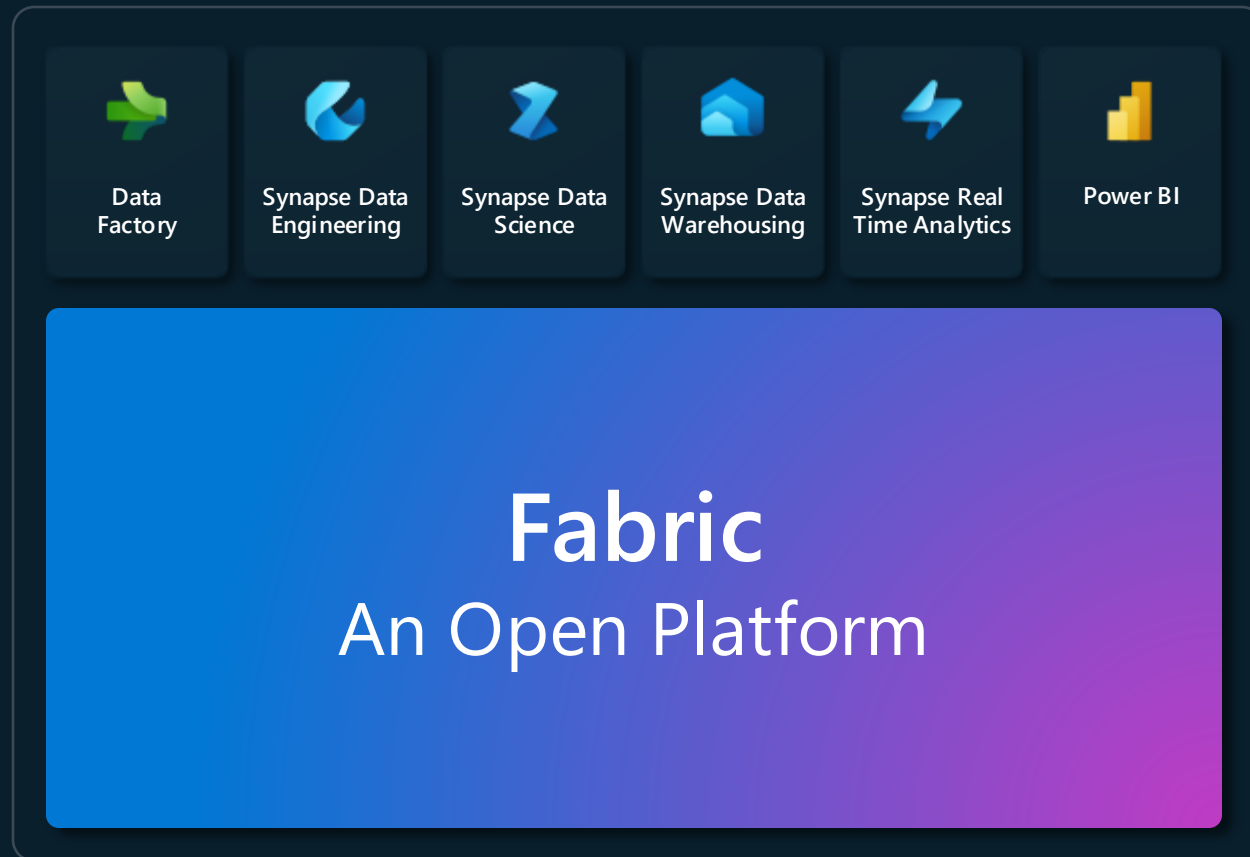 Data
Factory
Synapse Data
Engineering
Synapse Data
Science
Synapse Data
Warehousing
Synapse Real
Time Analytics
Power BI
Fabric
An Open Platform